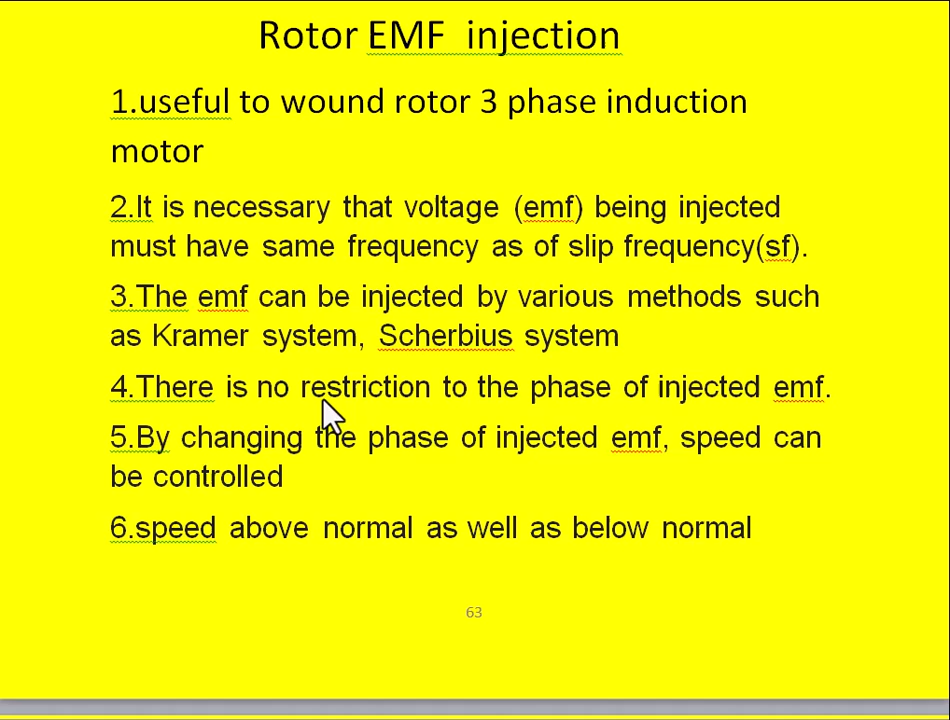 Rotor EMF injection
1.useful to wound rotor 3 phase induction
motor
2.It is necessary that voltage (emf) being injected
must have same frequency as of slip frequency(sf).
3.The emf can be injected by various methods such
as Kramer system, Scherbius system
4.There is no restriction to the phase of injected emf.
5.By changing the phase of injected emf, speed can
be controlled
6.speed above normal as well as below normal
63